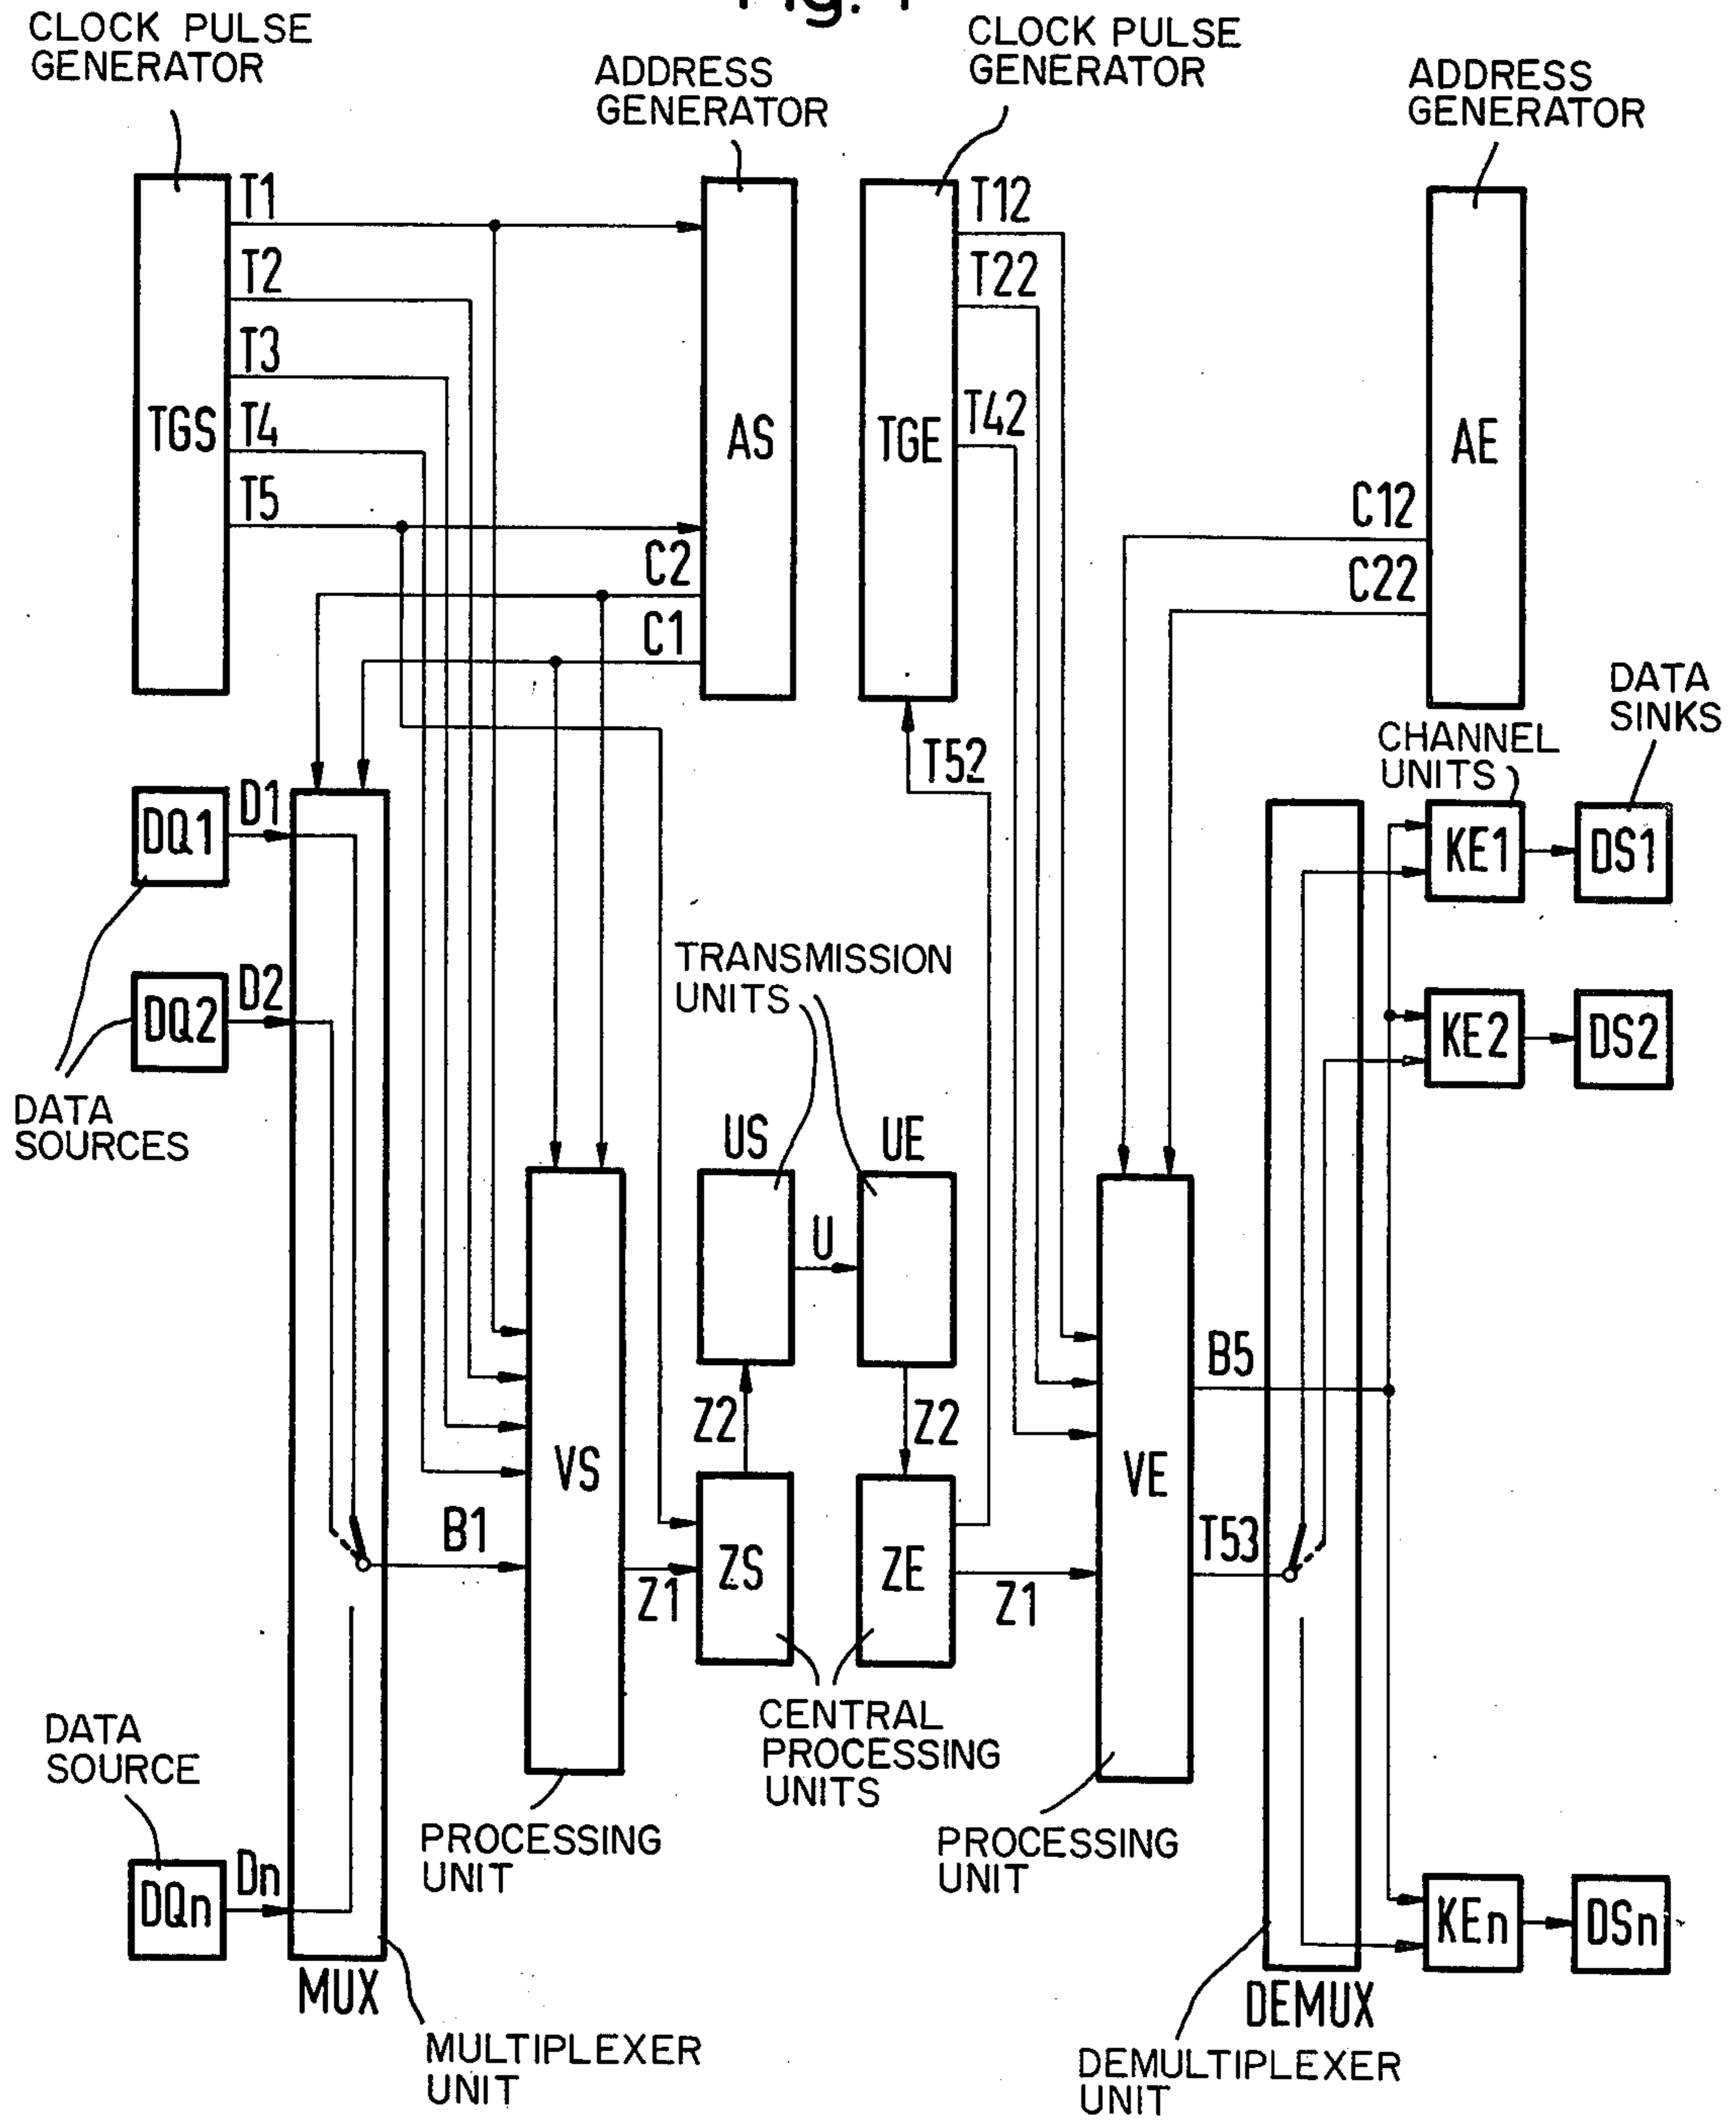 Fig. 1
CLOCK PULSE
GENERATOR
ADDRESS
GENERATOR
CLOCK PULSE
GENERATOR
ADDRESS
GENERATOR
T1
T2
T3
T4
T5
TGS
AS
C2
C1
TGE
T12
T22
T42
T52
AE
C12
C22
DATA
SINKS
CHANNEL
UNITS
DQ1
D1
DQ2
D2
DATA
SOURCES
KE1
DS1
KE2
DS2
TRANSMISSION
UNITS
US
UE
U
Z2
Z2
VS
B1
Z1
ZS
ZE
Z1
VE
B5
T53
CENTRAL
PROCESSING
UNITS
DATA
SOURCE
DQn
Dn
PROCESSING
UNIT
PROCESSING
UNIT
KEn
DSn
MUX
MULTIPLEXER
UNIT
DEMUX
DEMULTIPLEXER
UNIT